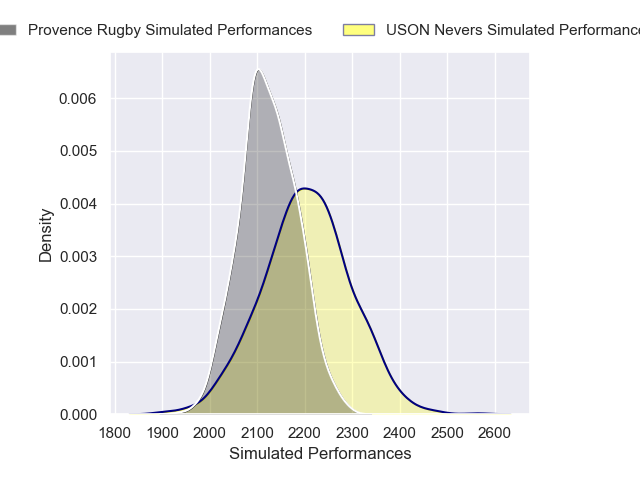 Provence Rugby Simulated Performances USON Nevers Simulated Performance
0.006
0.005
0.004
0.003
0.002
0.001
0.000
Density
1800 1900 2000 2100 2200 2300 2400 2500 2600
Simulated Performances